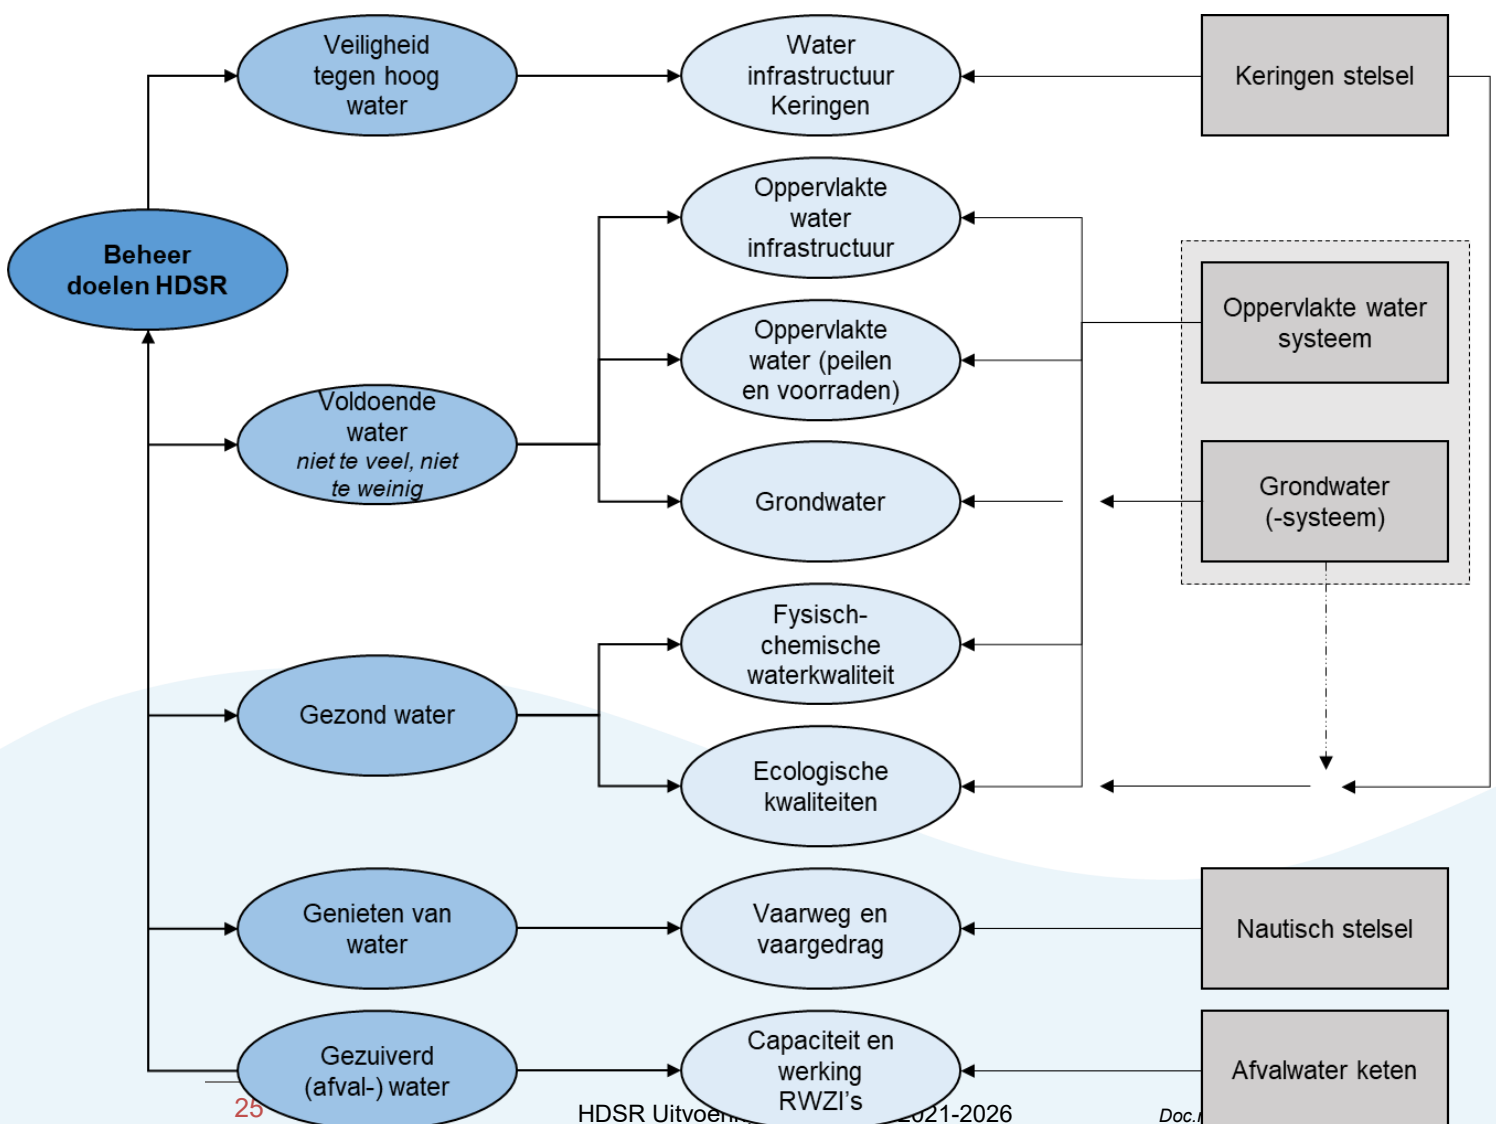 Veiligheid
tegen hoog
water
Water
infrastructuur
Keringen
Keringen stelsel
Oppervlakte
water
infrastructuur
Beheer
doelen HDSR
Oppervlakte water
systeem
Oppervlakte
water (peilen
en voorraden)
Voldoende
water
niet te veel, niet
te weinig
Grondwater
Grondwater
(-systeem)
Fysisch-
chemische
waterkwaliteit
Gezond water
Ecologische
kwaliteiten
Genieten van
water
Vaarweg en
vaargedrag
Nautisch stelsel
Gezuiverd
(afval-) water
Capaciteit en
werking
RWZI's
Afvalwater keten
25
HDSR 2021-2026